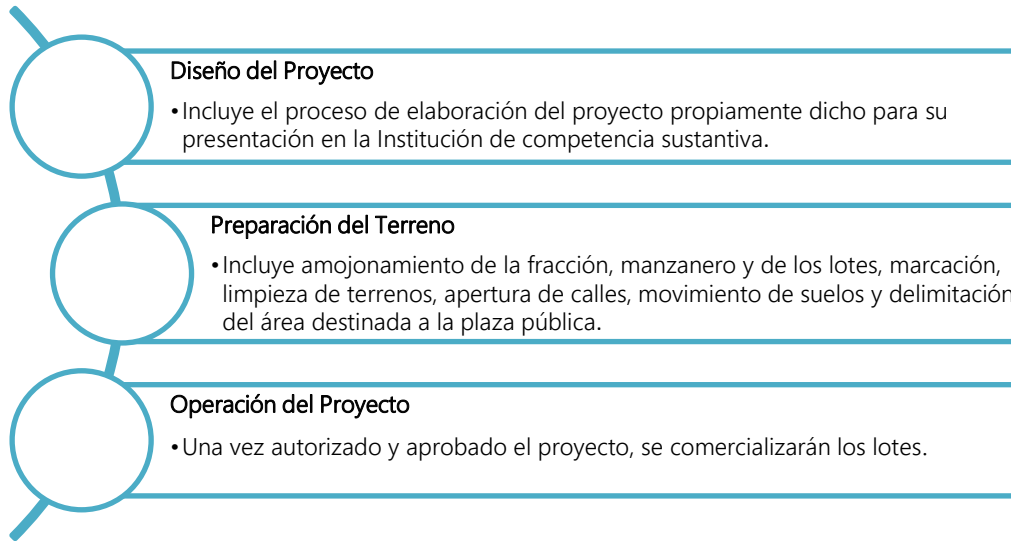 Diseño del Proyecto
•Incluye el proceso de elaboración del proyecto propiamente dicho para su
presentación en la Institución de competencia sustantiva.
Preparación del Terreno
•Incluye amojonamiento de la fracción, manzanero y de los lotes, marcación,
limpieza de terrenos, apertura de calles, movimiento de suelos y delimitación
del área destinada a la plaza pública.
Operación del Proyecto
•Una vez autorizado y aprobado el proyecto, se comercializarán los lotes.